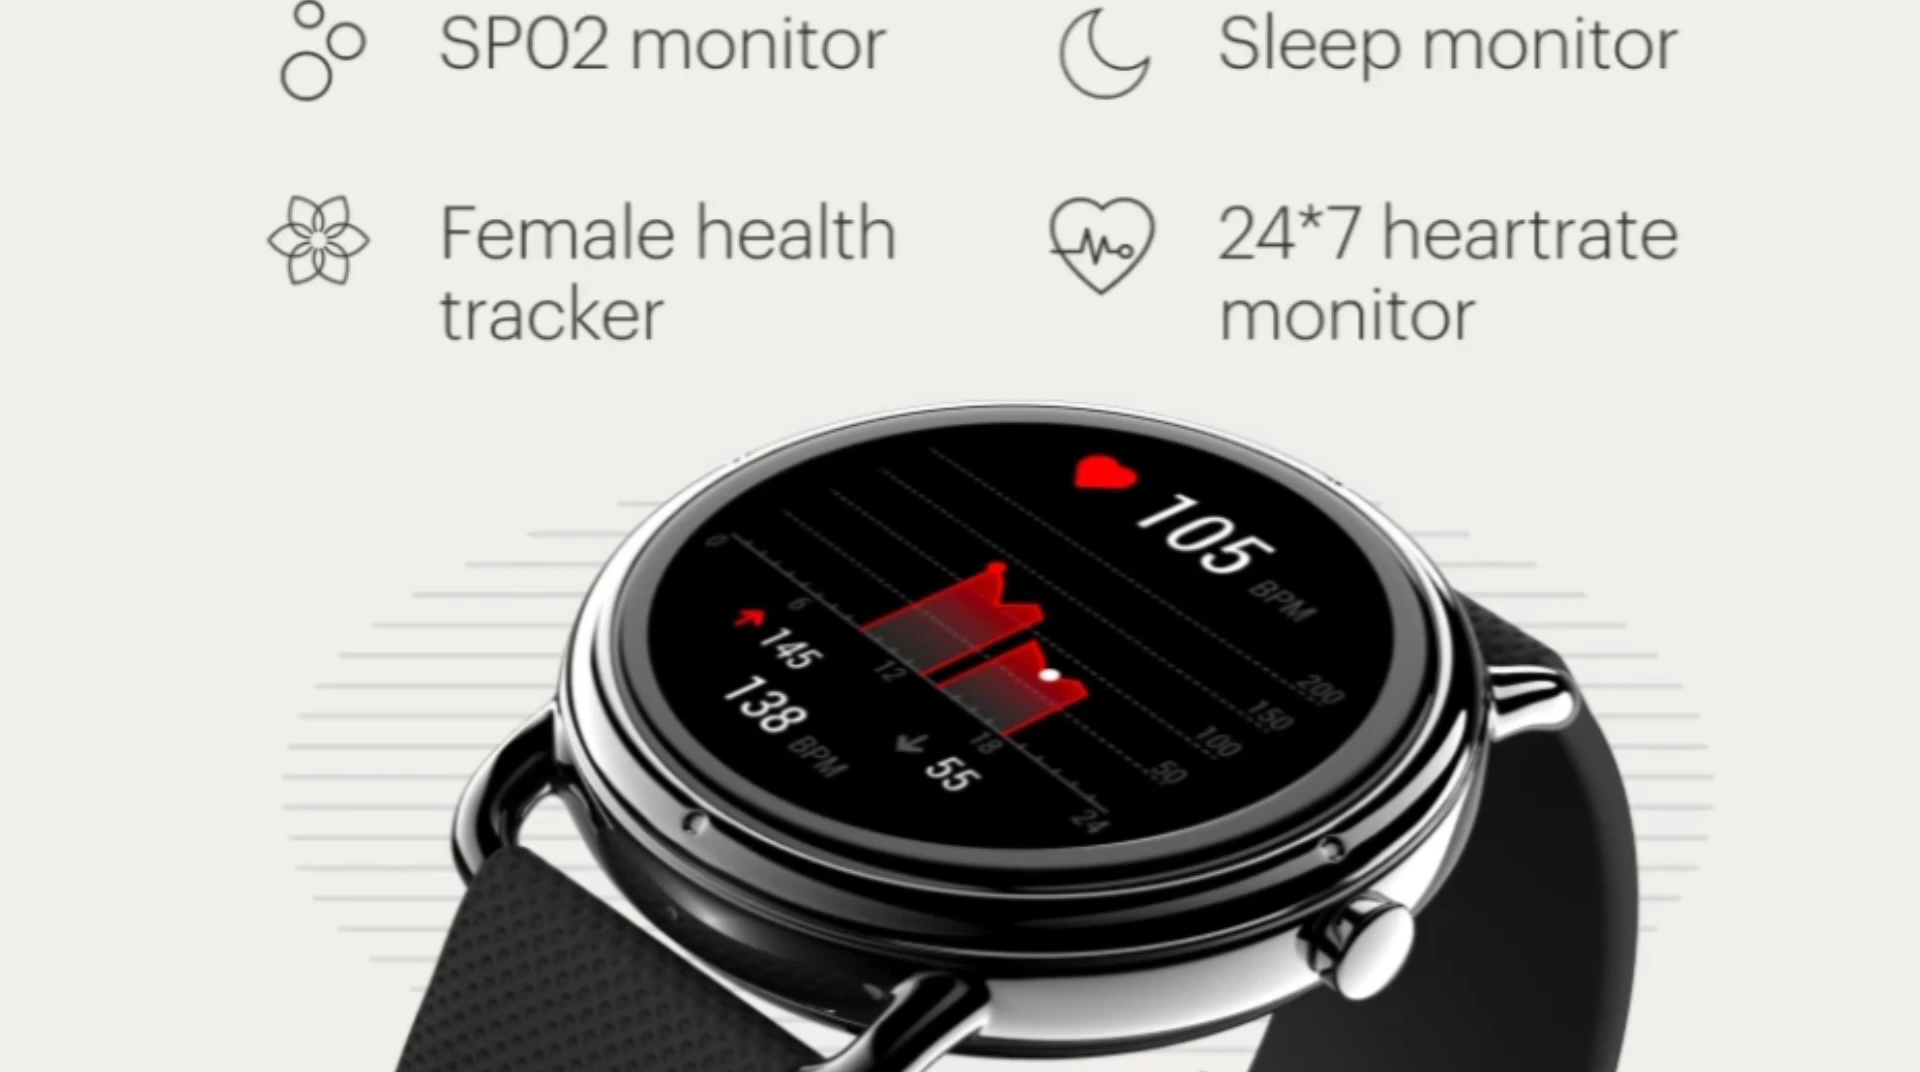 SPO2 monitor
Sleep monitor
Female health
tracker
24*7 heartrate
monitor
105 BPM
200
150
100
50
0
6
12
18
24
145
138 BPM
55